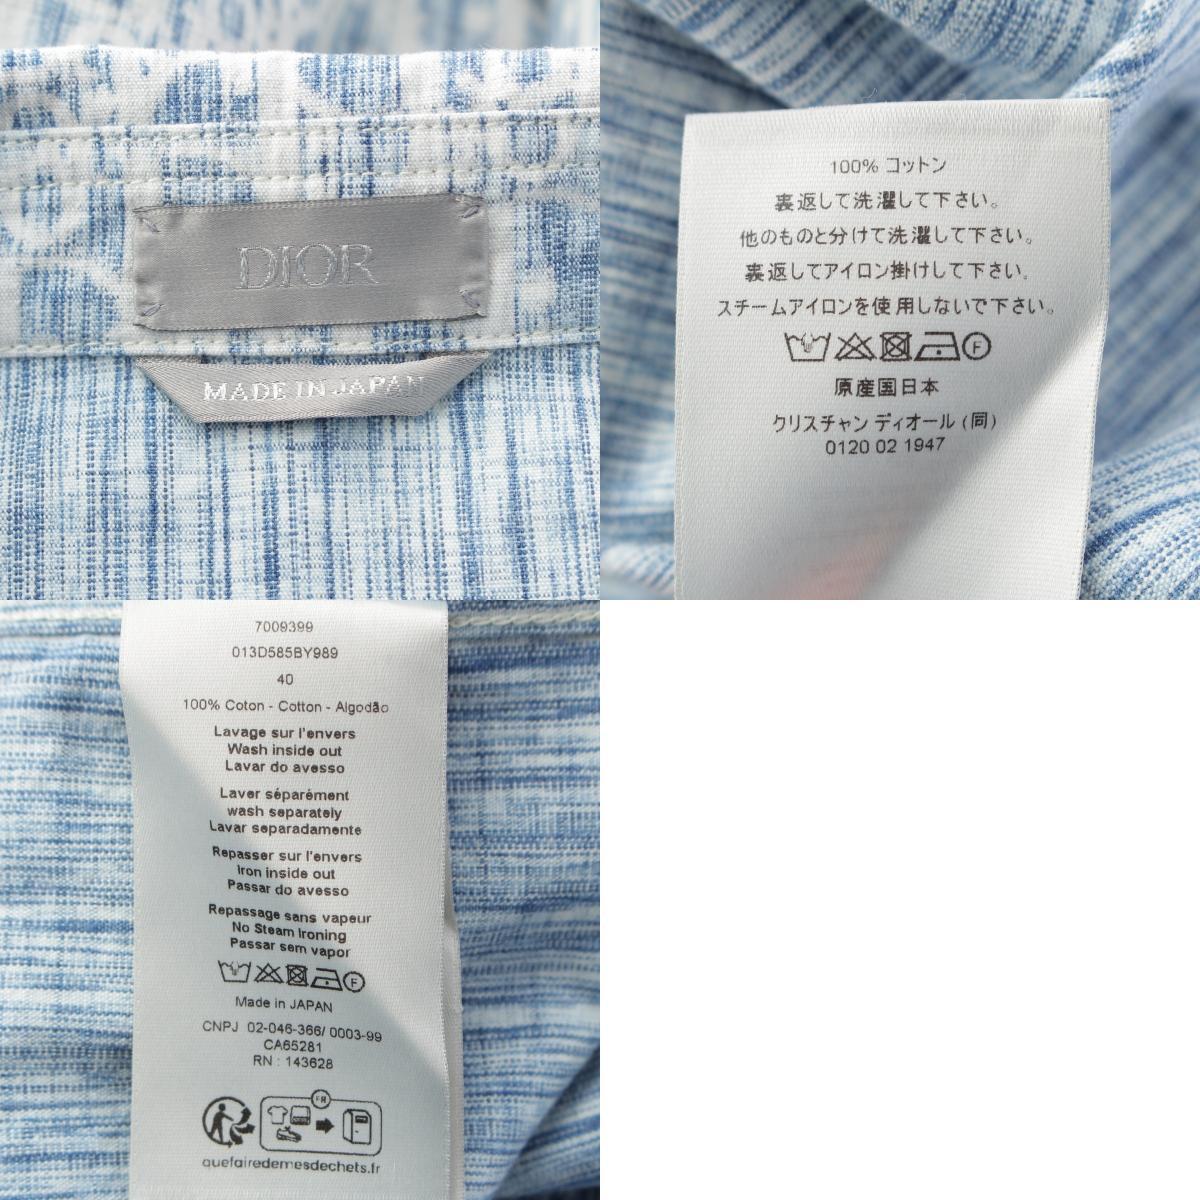 DIOR
MADE IN JAPAN
100% コットン
裏返して洗濯して下さい。
他のものと分けて洗濯して下さい。
裏返してアイロン掛けして下さい。
スチームアイロンを使用しないで下さい。
F
原産国日本
クリスチャン ディオール (同)
0120 02 1947
7009399
013D585BY989
40
100% Coton - Cotton - Algodão
Lavage sur l'envers
Wash inside out
Lavar do avesso
Laver séparément
wash separately
Lavar separadamente
Repasser sur l'envers
Iron inside out
Passar do avesso
Repassage sans vapeur
No Steam Ironing
Passar sem vapor
F
Made in JAPAN
CNPJ 02-046-366/ 0003-99
CA65281
RN : 143628
FR
quefairedemesdechets.fr